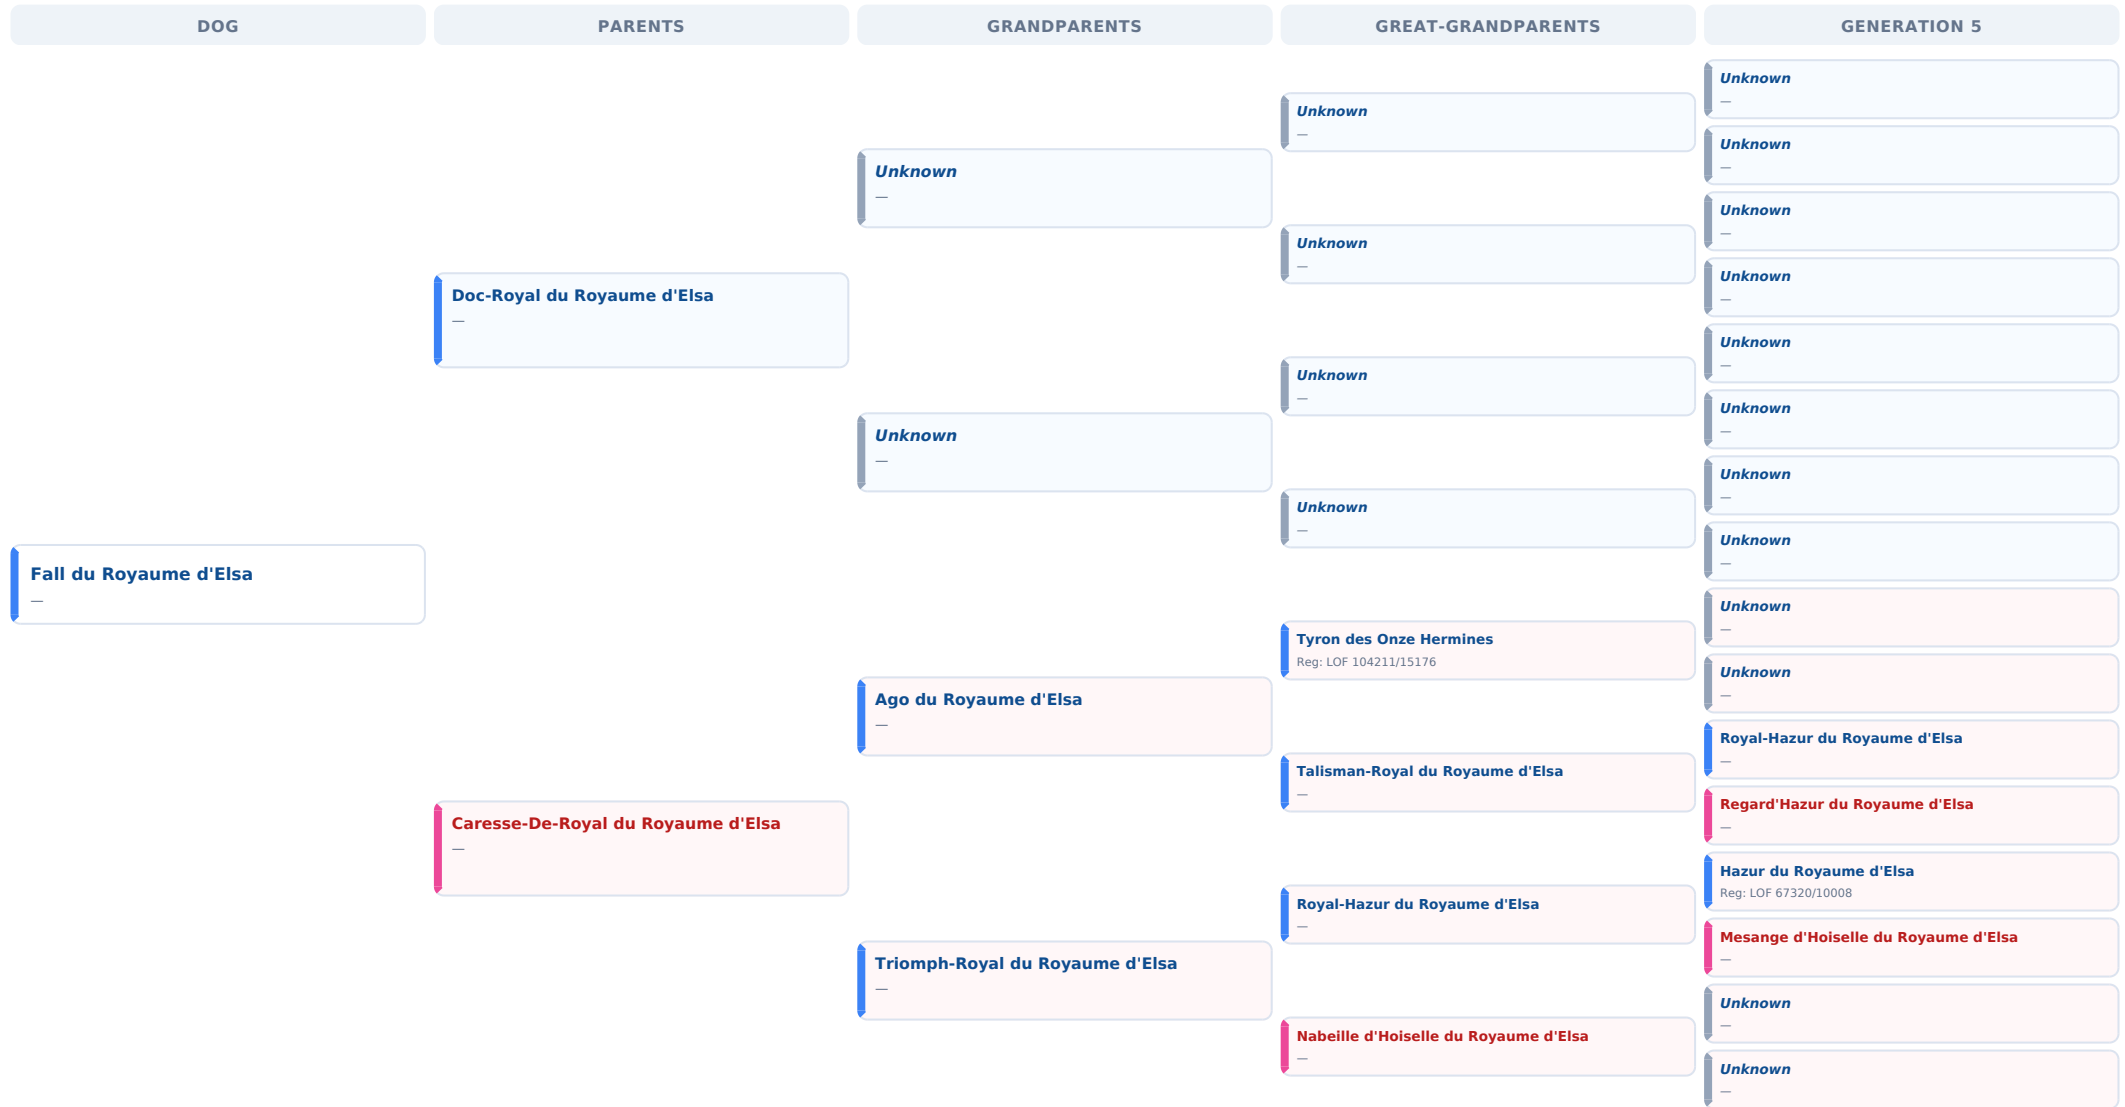 DOG
PARENTS
GRANDPARENTS
GREAT-GRANDPARENTS
GENERATION 5
Fall du Royaume d'Elsa
—
Doc-Royal du Royaume d'Elsa
—
Caresse-De-Royal du Royaume d'Elsa
—
Unknown
—
Unknown
—
Ago du Royaume d'Elsa
—
Triomph-Royal du Royaume d'Elsa
—
Unknown
—
Unknown
—
Unknown
—
Unknown
—
Tyron des Onze Hermines
Reg: LOF 104211/15176
Talisman-Royal du Royaume d'Elsa
—
Royal-Hazur du Royaume d'Elsa
—
Nabeille d'Hoiselle du Royaume d'Elsa
—
Unknown
—
Unknown
—
Unknown
—
Unknown
—
Unknown
—
Unknown
—
Unknown
—
Unknown
—
Unknown
—
Unknown
—
Royal-Hazur du Royaume d'Elsa
—
Regard'Hazur du Royaume d'Elsa
—
Hazur du Royaume d'Elsa
Reg: LOF 67320/10008
Mesange d'Hoiselle du Royaume d'Elsa
—
Unknown
—
Unknown
—